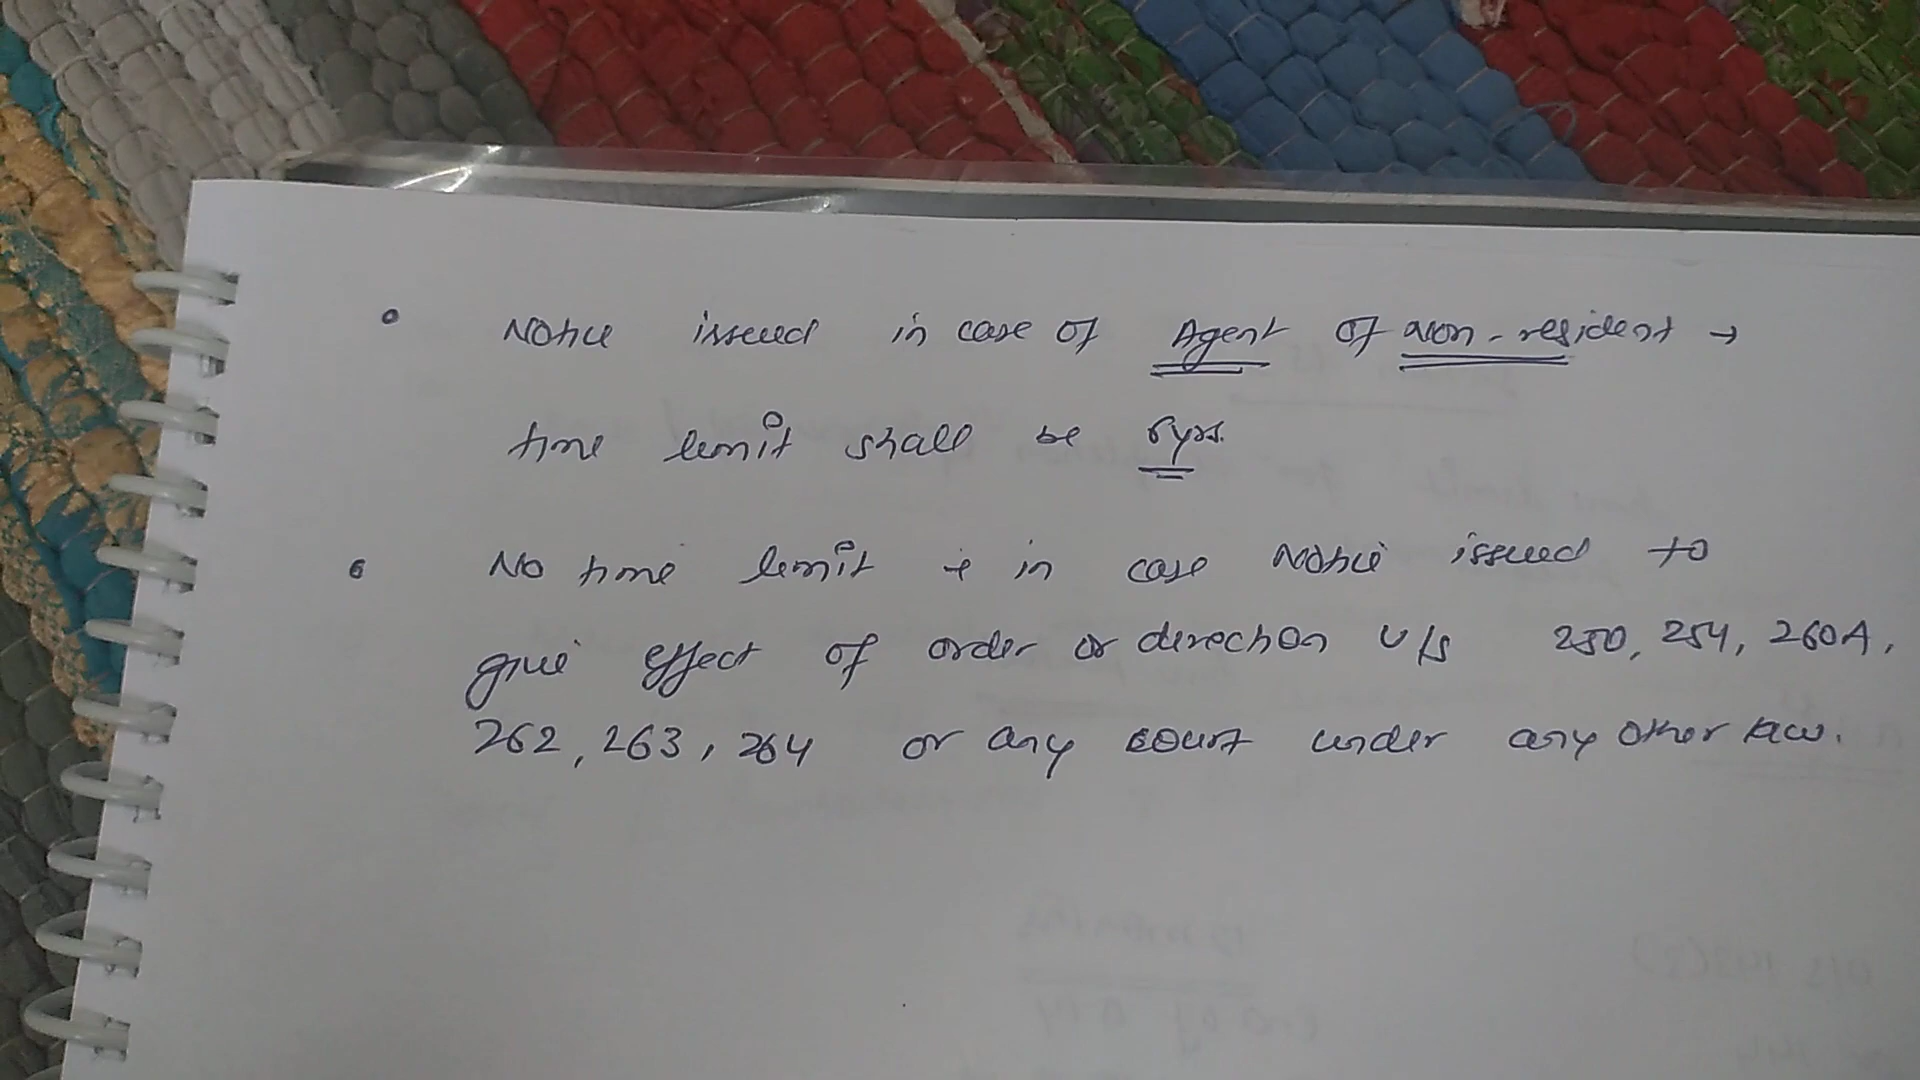 Notice issued in case of Agent of non-resident →
time limit shall be 6yrs.
No time limit → in case Notice issued to
give effect of order or direction u/s 250, 254, 260A,
262, 263, 264 or any court under any other law.